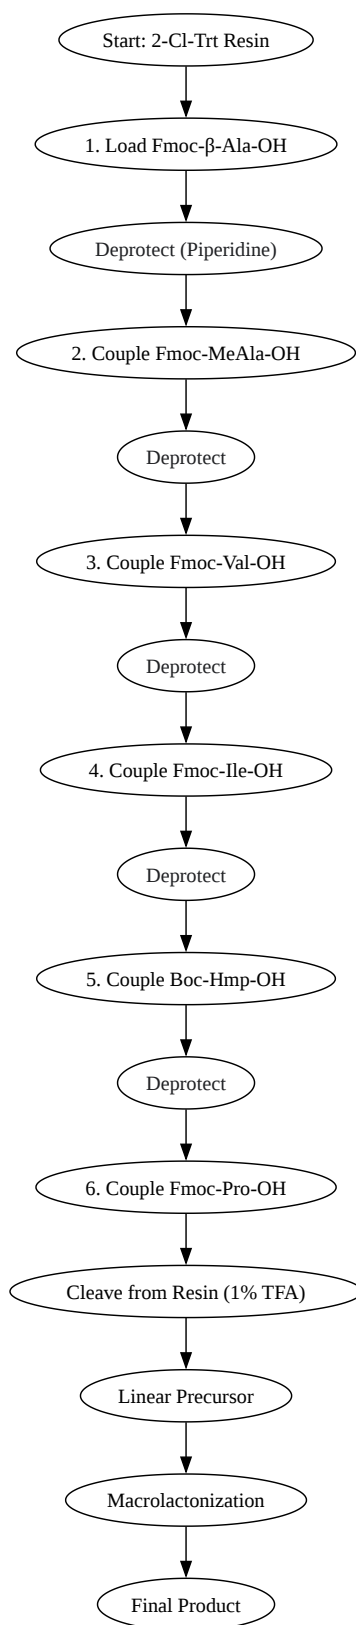 Start: 2-Cl-Trt Resin
1. Load Fmoc-β-Ala-OH
Deprotect (Piperidine)
2. Couple Fmoc-MeAla-OH
Deprotect
3. Couple Fmoc-Val-OH
Deprotect
4. Couple Fmoc-Ile-OH
Deprotect
5. Couple Boc-Hmp-OH
Deprotect
6. Couple Fmoc-Pro-OH
Cleave from Resin (1% TFA)
Linear Precursor
Macrolactonization
Final Product